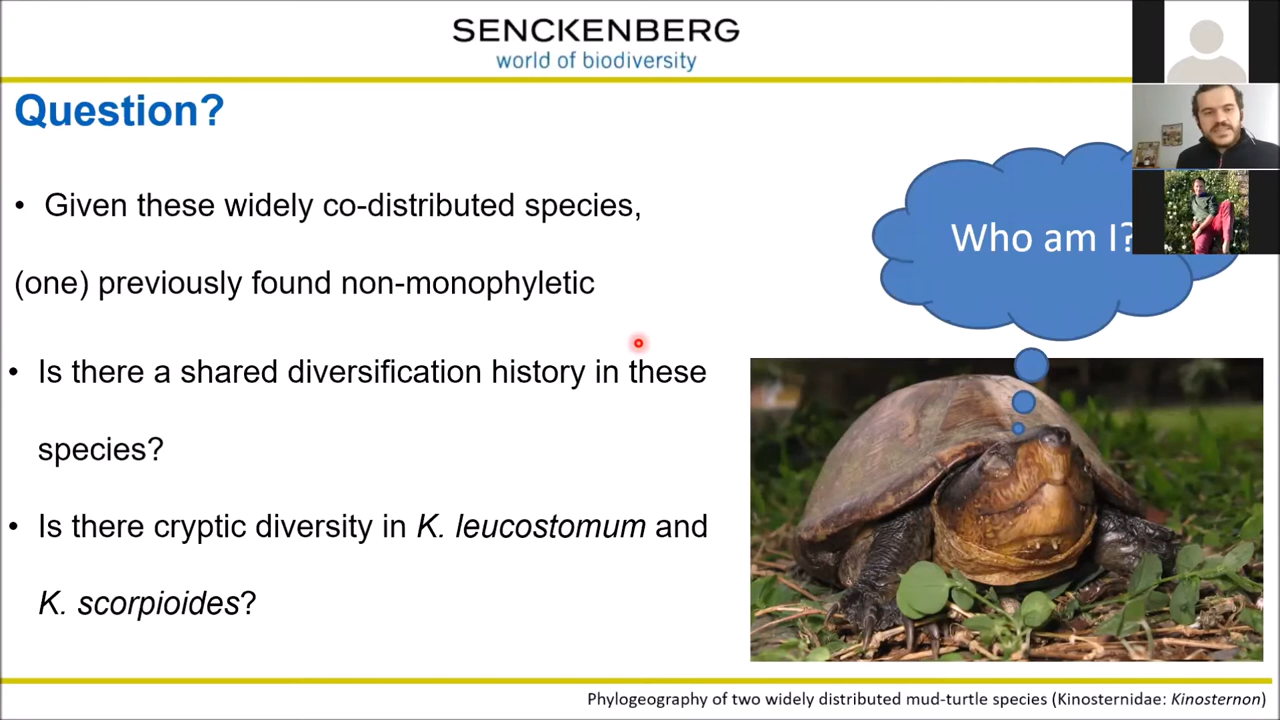 SENCKENBERG
world of biodiversity
Question?
• Given these widely co-distributed species,
(one) previously found non-monophyletic
• Is there a shared diversification history in these
species?
• Is there cryptic diversity in K. leucostomum and
K. scorpioides?
Who am I?
Phylogeography of two widely distributed mud-turtle species (Kinosternidae: Kinosternon)